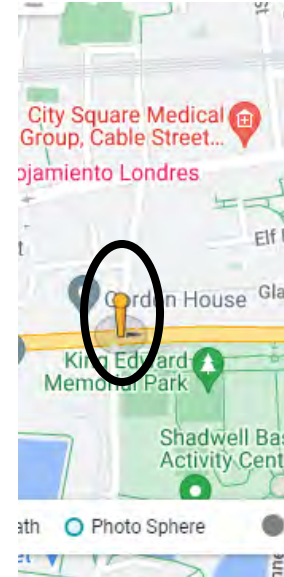 City Square Medical
Group, Cable Street...
ojamiento Londres
Elf
Gordon House
Gla
King Edward
Memorial Park
Shadwell Bas
Activity Cent
ath
Photo Sphere